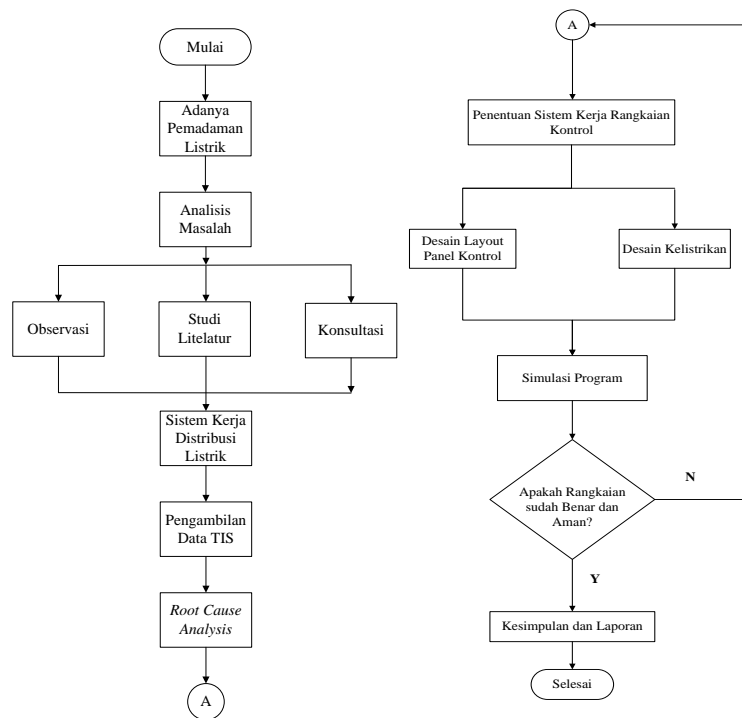 Mulai
Adanya
Pemadaman
Listrik
Analisis
Masalah
Observasi
Studi
Litelatur
Konsultasi
Sistem Kerja
Distribusi
Listrik
Pengambilan
Data TIS
Root Cause
Analysis
A
A
Penentuan Sistem Kerja Rangkaian
Kontrol
Desain Layout
Panel Kontrol
Desain Kelistrikan
Simulasi Program
Apakah Rangkaian
sudah Benar dan
Aman?
N
Y
Kesimpulan dan Laporan
Selesai